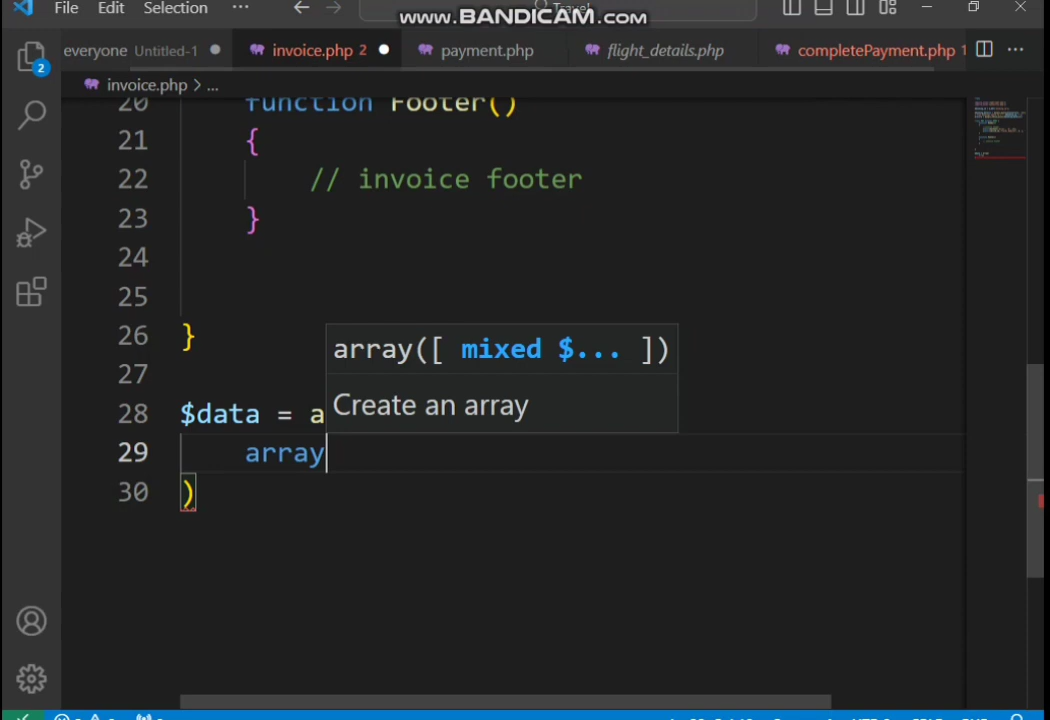 File Edit Selection ··· Travel
www.BANDICAM.com
everyone Untitled-1 invoice.php 2 payment.php flight_details.php completePayment.php 1 ···
2
invoice.php > ...
20 function Footer()
21 {
22 // invoice footer
23 }
24
25
26 }
27
28 $data = a
29 array
30 )
array([ mixed $... ])
Create an array